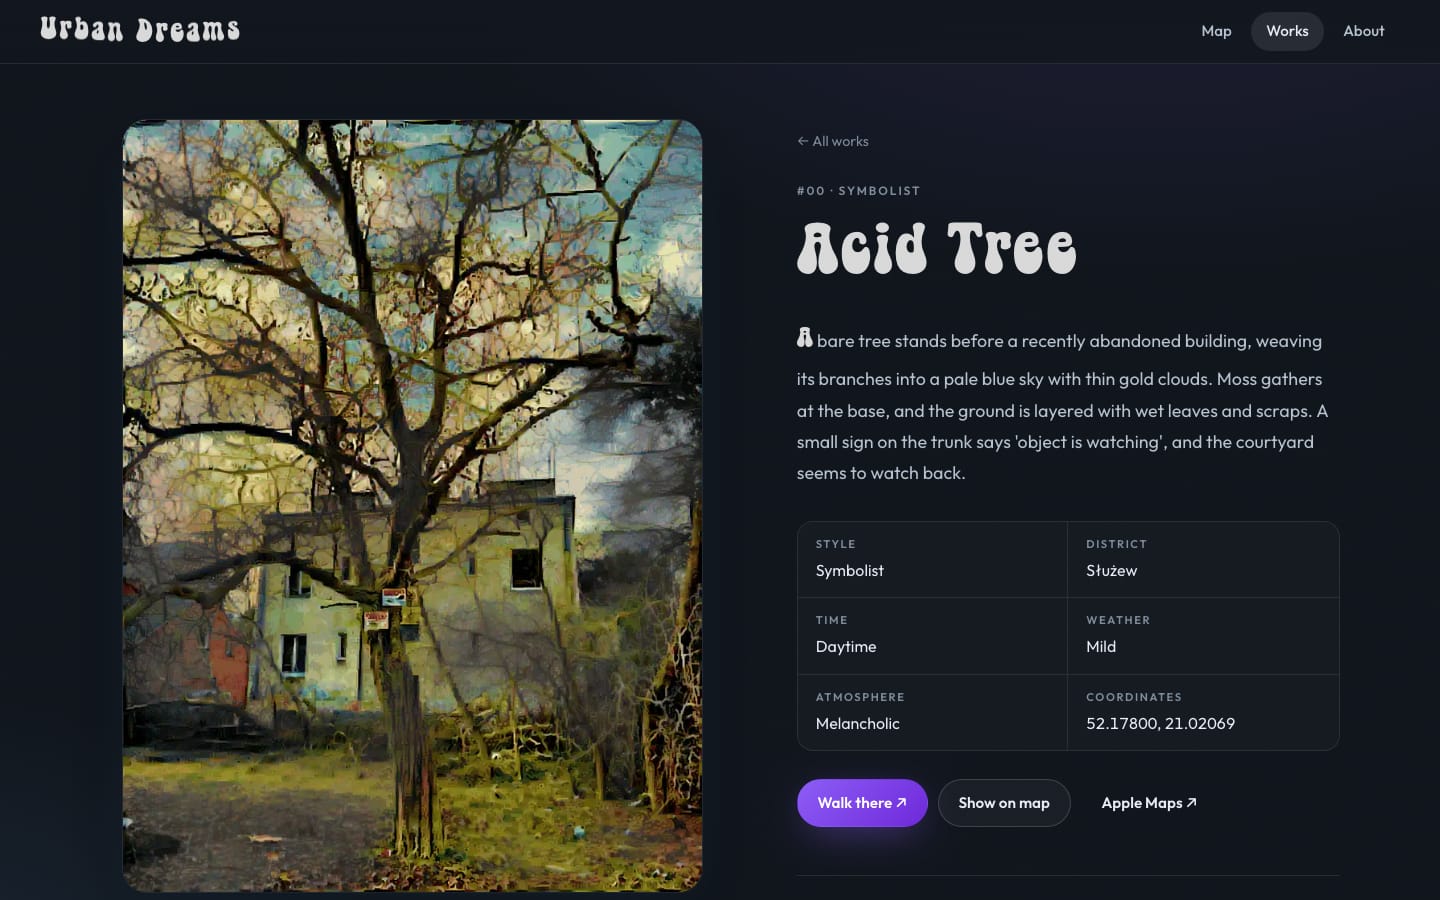 Urban Dreams
Map
Works
About
← All works
#00 · SYMBOLIST
Acid Tree
A bare tree stands before a recently abandoned building, weaving
its branches into a pale blue sky with thin gold clouds. Moss gathers
at the base, and the ground is layered with wet leaves and scraps. A
small sign on the trunk says 'object is watching', and the courtyard
seems to watch back.
STYLE
Symbolist
DISTRICT
Służew
TIME
Daytime
WEATHER
Mild
ATMOSPHERE
Melancholic
COORDINATES
52.17800, 21.02069
Walk there ↗
Show on map
Apple Maps ↗